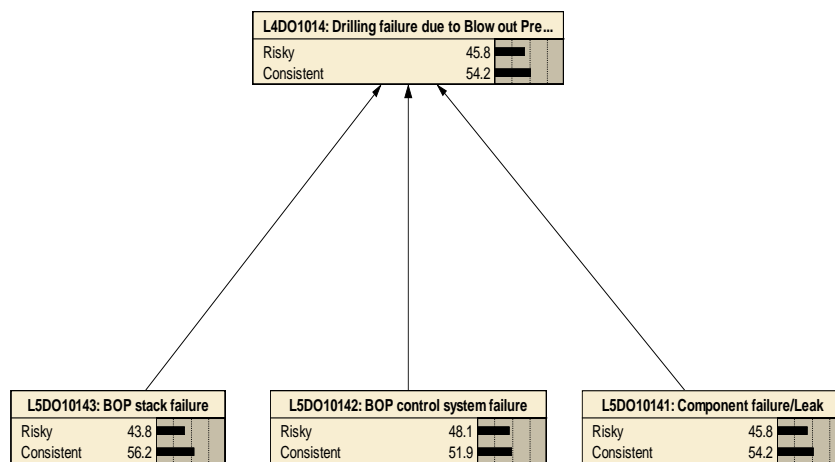 L4DO1014: Drilling failure due to Blow out Pre...
Risky 45.8
Consistent 54.2
L5DO10143: BOP stack failure
Risky 43.8
Consistent 56.2
L5DO10142: BOP control system failure
Risky 48.1
Consistent 51.9
L5DO10141: Component failure/Leak
Risky 45.8
Consistent 54.2